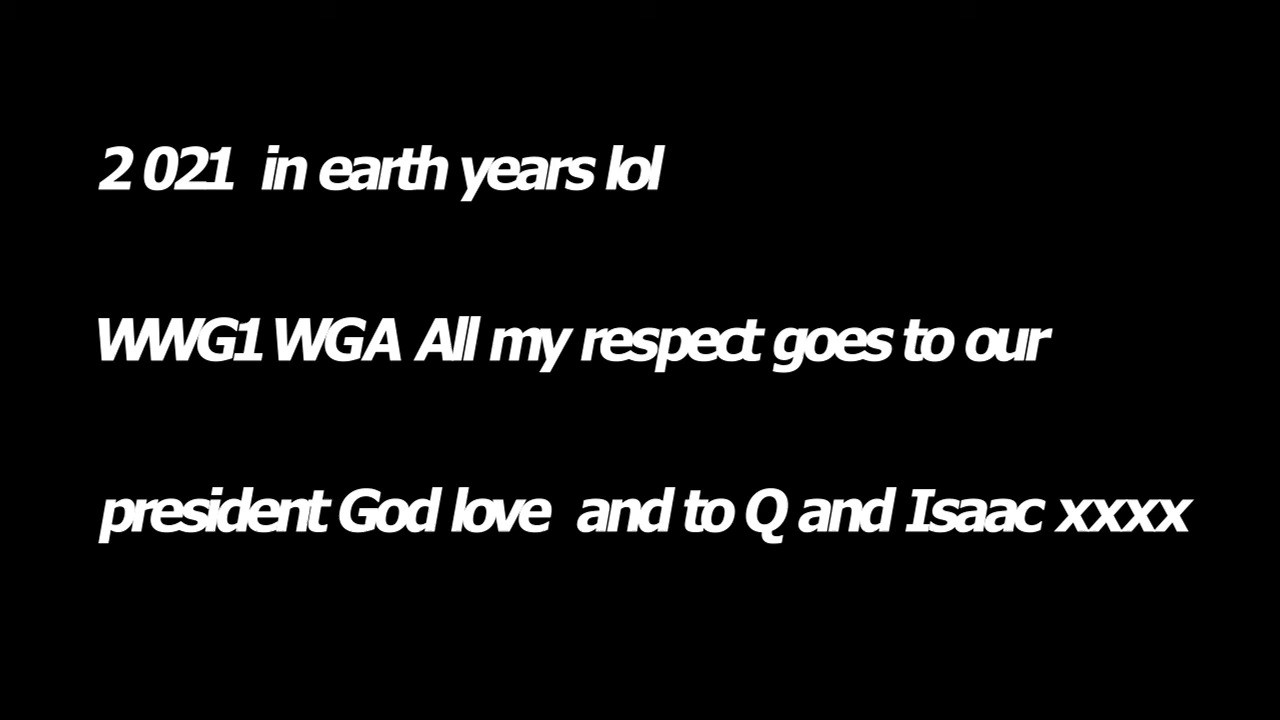 2 021 in earth years lol
WWG1 WGA All my respect goes to our
president God love and to Q and Isaac xxxx